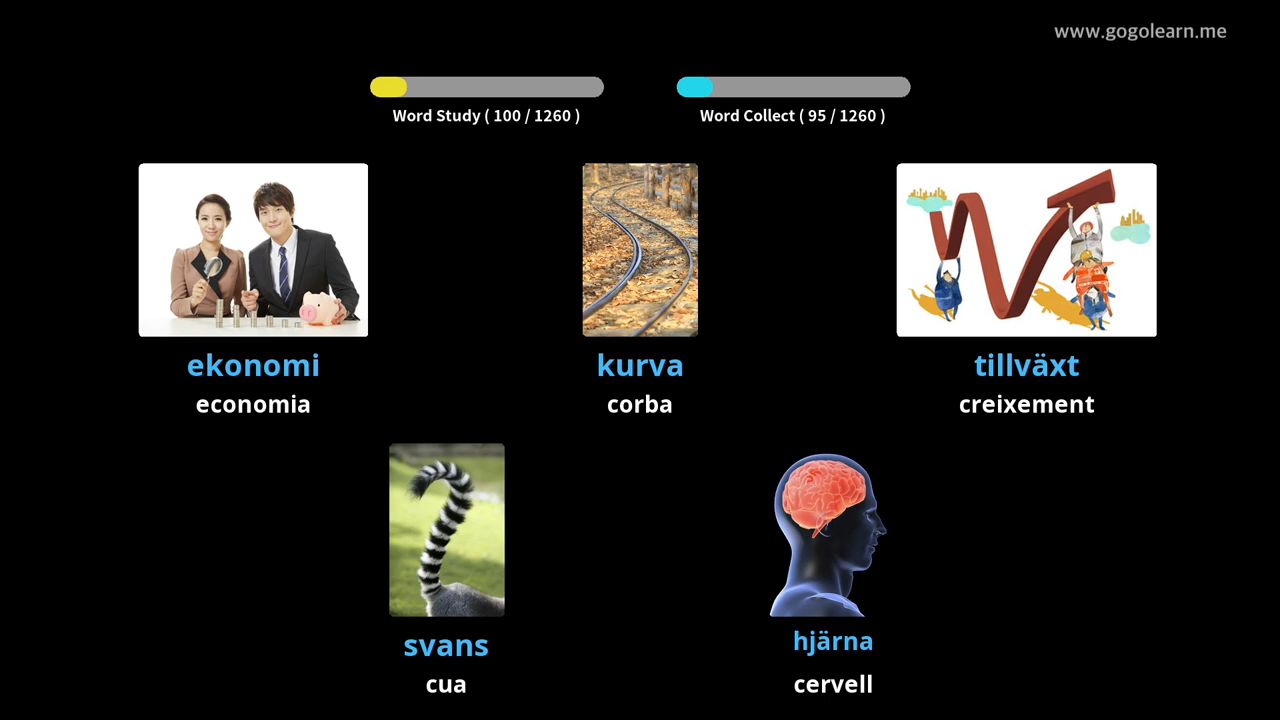 www.gogolearn.me
Word Study ( 100 / 1260 )
Word Collect ( 95 / 1260 )
ekonomi
economia
kurva
corba
tillväxt
creixement
svans
cua
hjärna
cervell